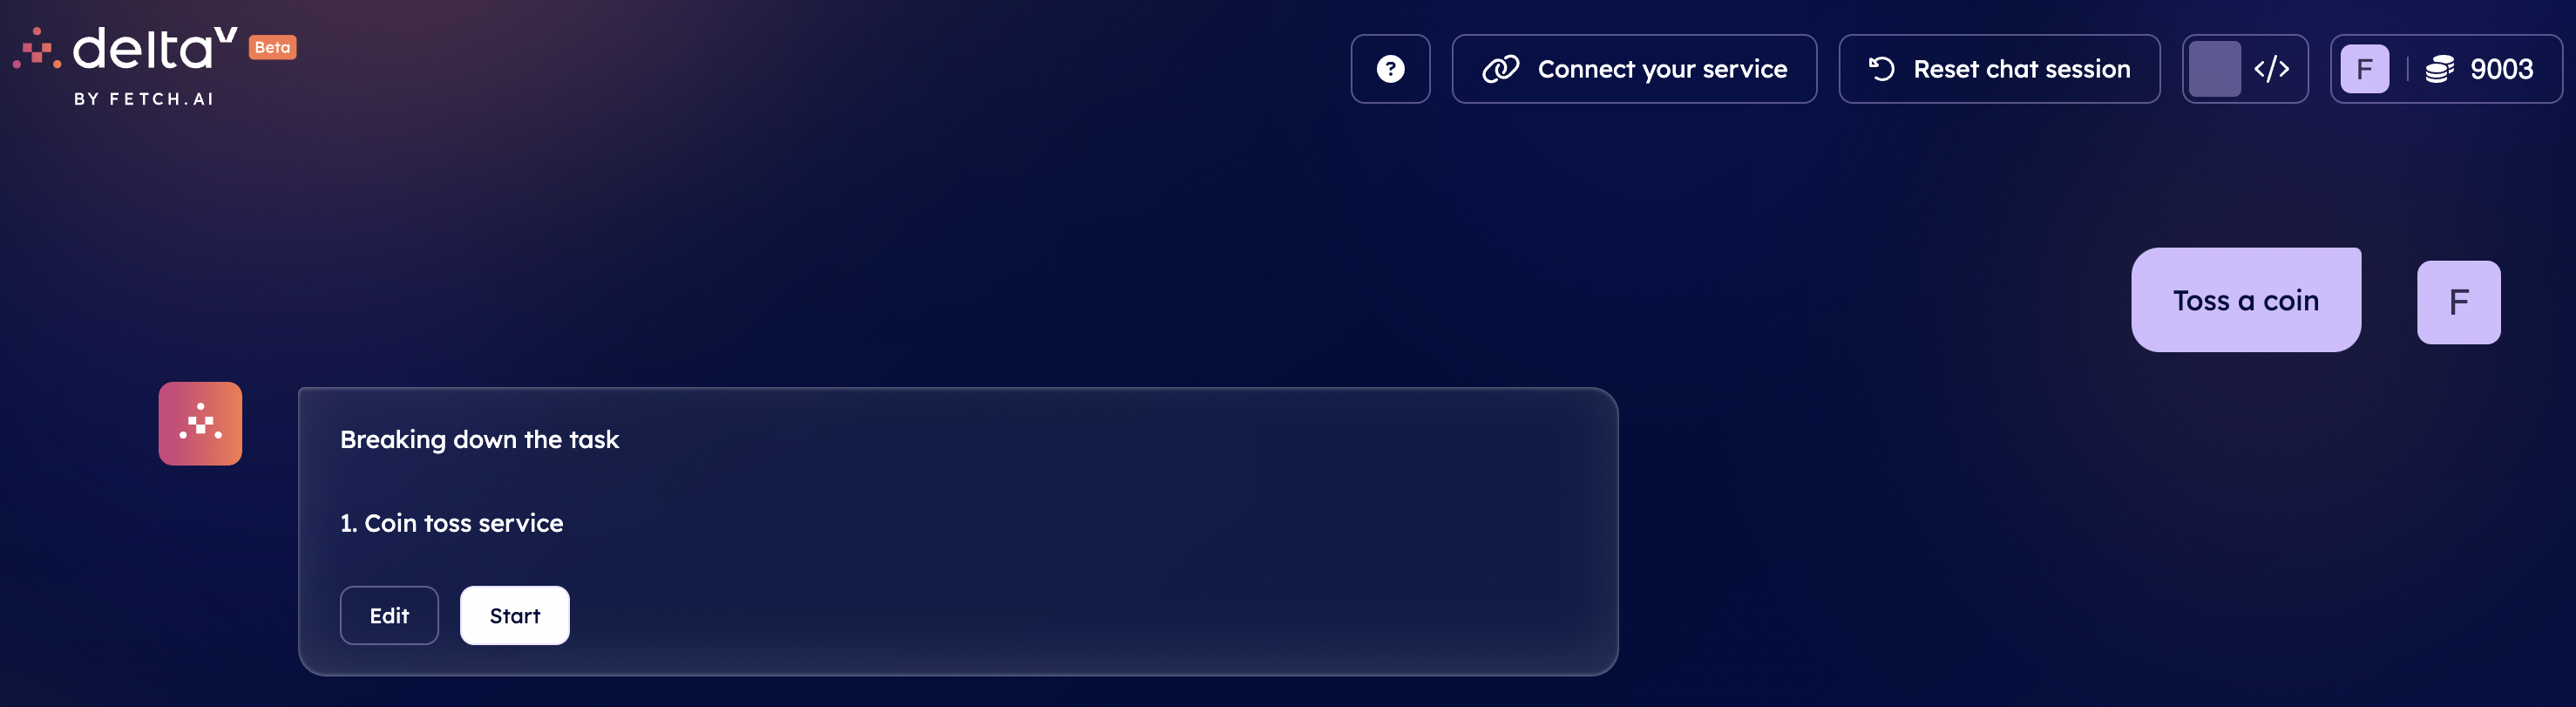 deltaV Beta
BY FETCH.AI
? Connect your service Reset chat session </> F 9003
Toss a coin F
Breaking down the task
1. Coin toss service
Edit Start